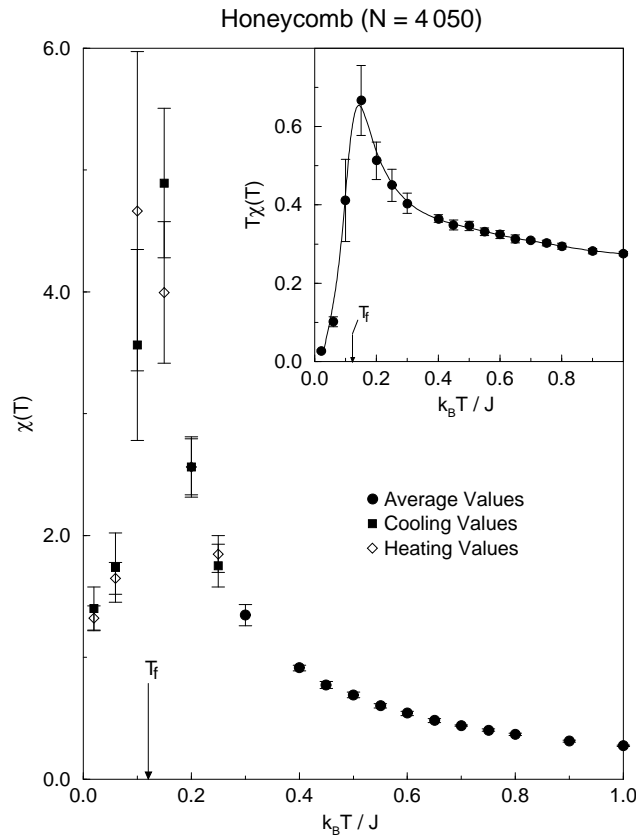 Honeycomb (N = 4 050)
6.0
4.0
2.0
0.0
χ(T)
0.0 0.2 0.4 0.6 0.8 1.0
k_B T / J
T_f
0.6
0.4
0.2
0.0
Tχ(T)
0.0 0.2 0.4 0.6 0.8
k_B T / J
T_f
Average Values
Cooling Values
Heating Values